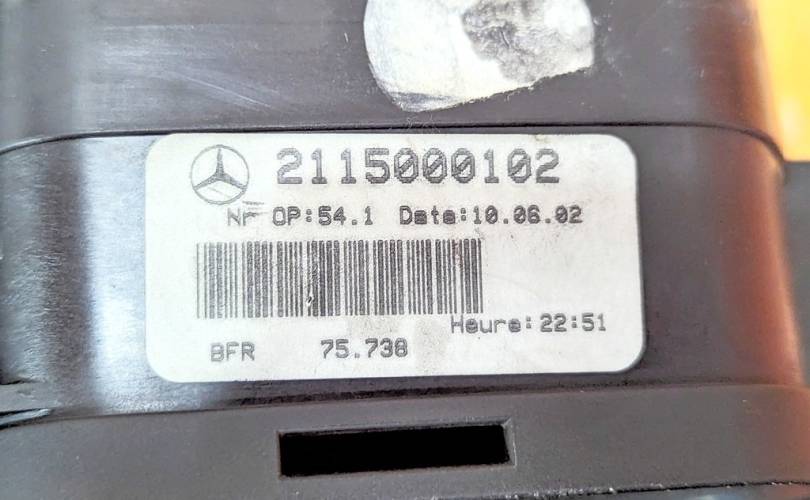 2115000102
NF OP:54.1 Date:10.06.02
Heure:22:51
BFR 75.738